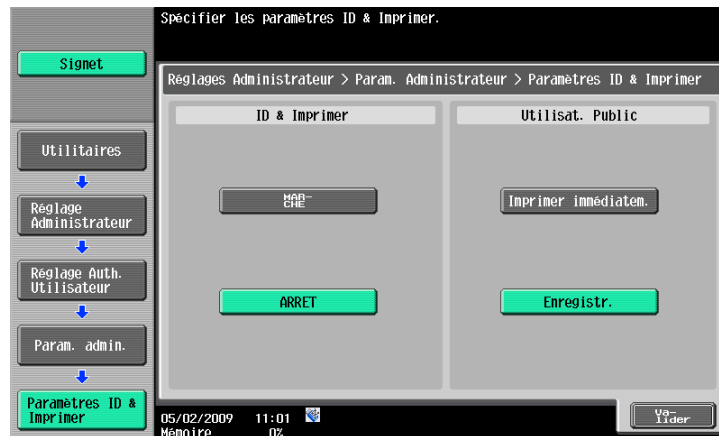 Spécifier les paramètres ID & Imprimer.
Signet
Réglages Administrateur > Param. Administrateur > Paramètres ID & Imprimer
ID & Imprimer
Utilisat. Public
Utilitaires
MAR-
CHE
Imprimer immédiatem.
Réglage
Administrateur
Réglage Auth.
Utilisateur
ARRET
Enregistr.
Param. admin.
Paramètres ID &
Imprimer
05/02/2009 11:01
Mémoire 0%
Va-
lider